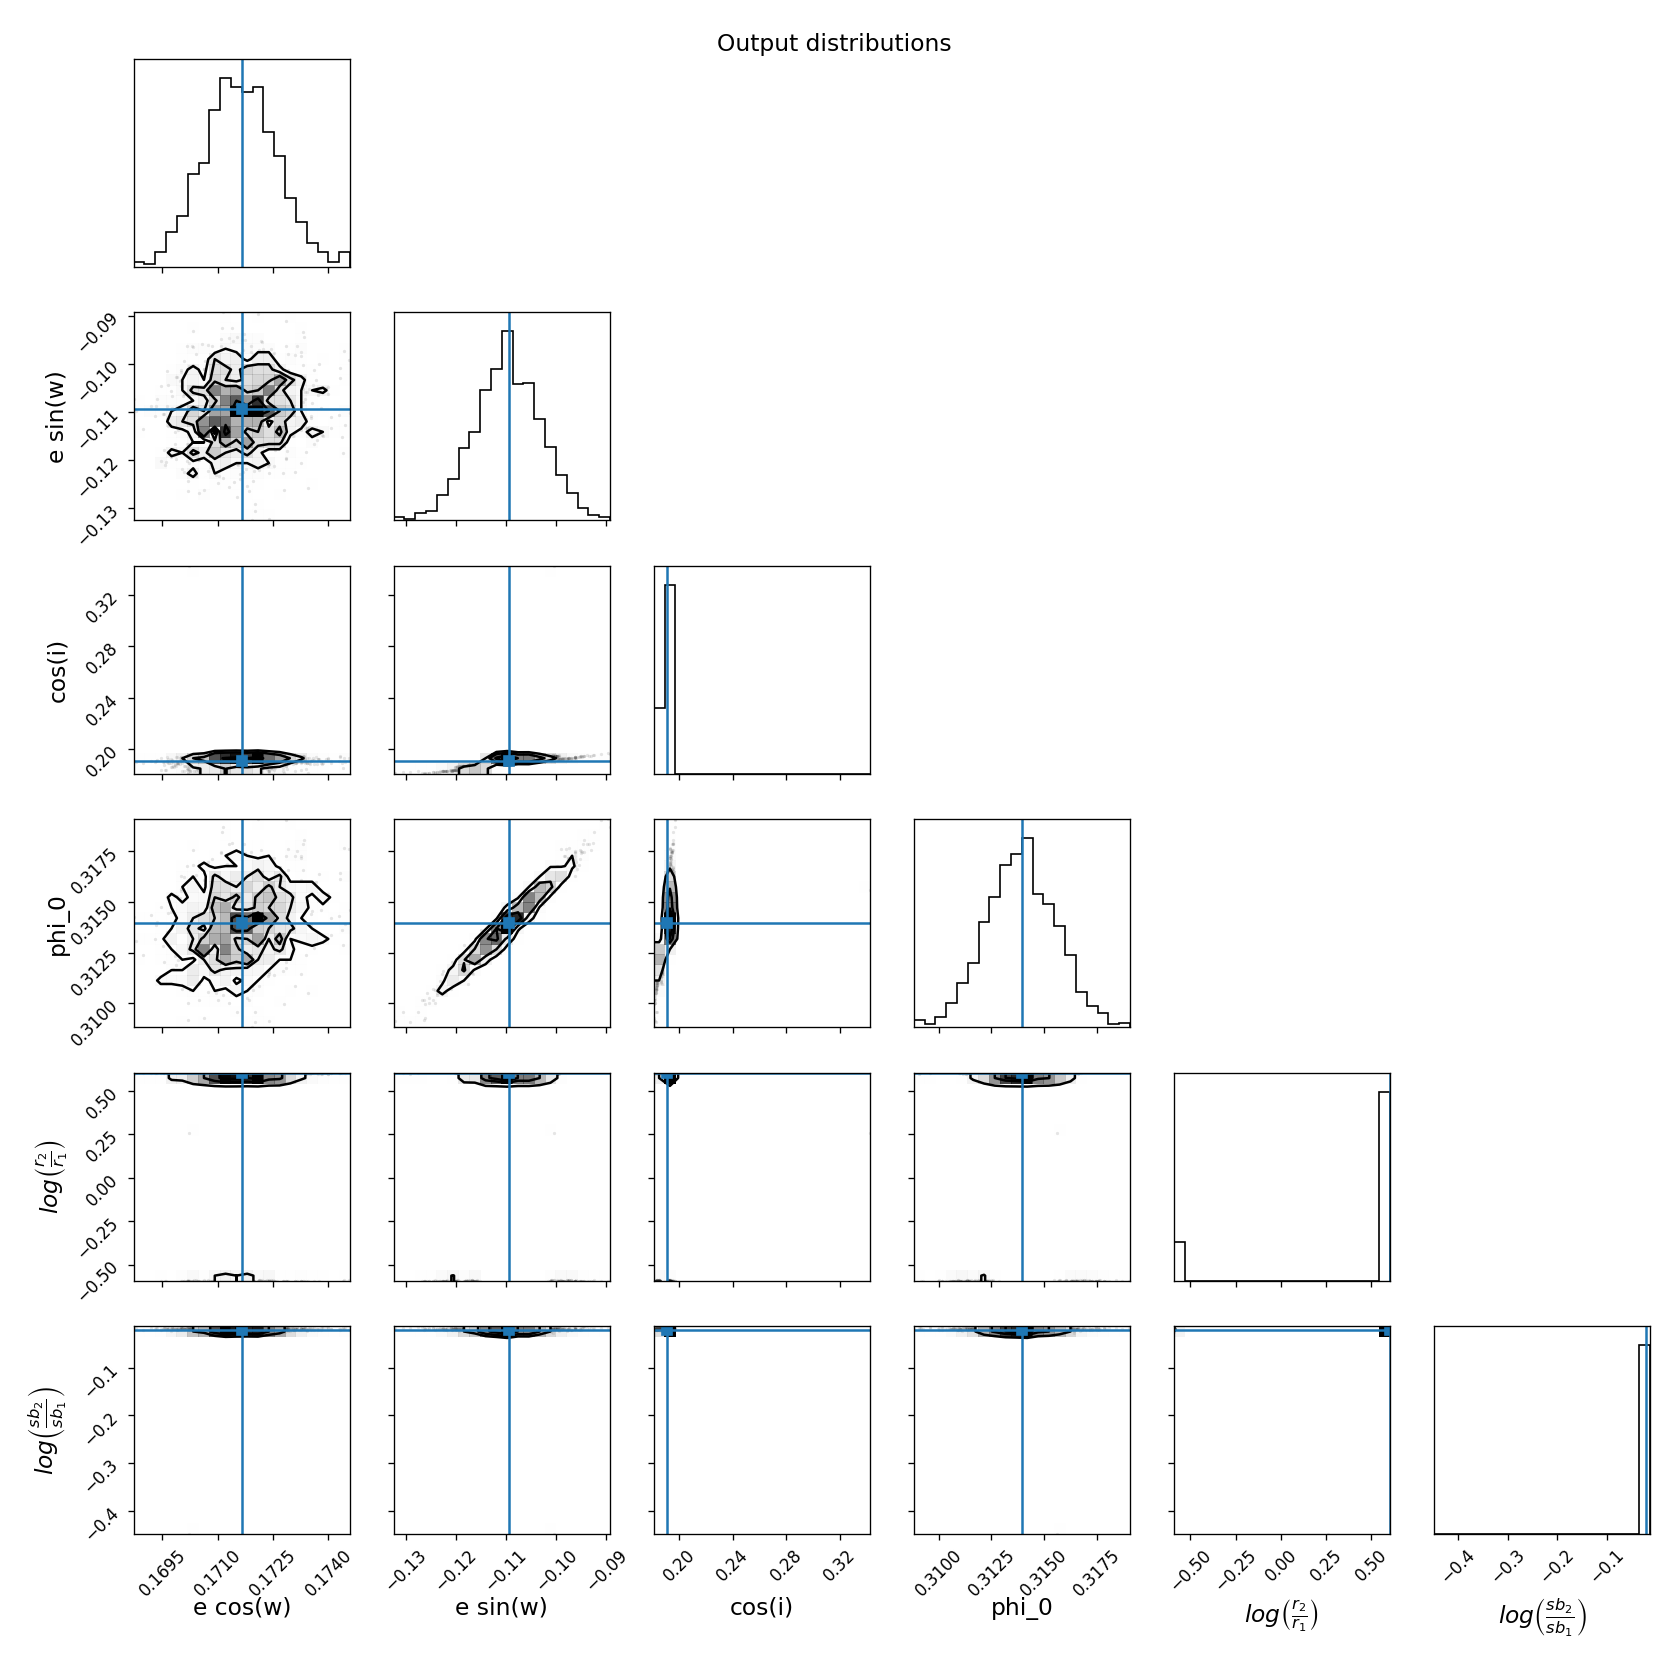 Output distributions
e sin(w)
−0.09
−0.10
−0.11
−0.12
−0.13
cos(i)
0.32
0.28
0.24
0.20
phi_0
0.3175
0.3150
0.3125
0.3100
log(r₂/r₁)
0.50
0.25
0.00
−0.25
−0.50
log(sb₂/sb₁)
−0.1
−0.2
−0.3
−0.4
0.1695 0.1710 0.1725 0.1740
e cos(w)
−0.13 −0.12 −0.11 −0.10 −0.09
e sin(w)
0.20 0.24 0.28 0.32
cos(i)
0.3100 0.3125 0.3150 0.3175
phi_0
−0.50 −0.25 0.00 0.25 0.50
log(r₂/r₁)
−0.4 −0.3 −0.2 −0.1
log(sb₂/sb₁)